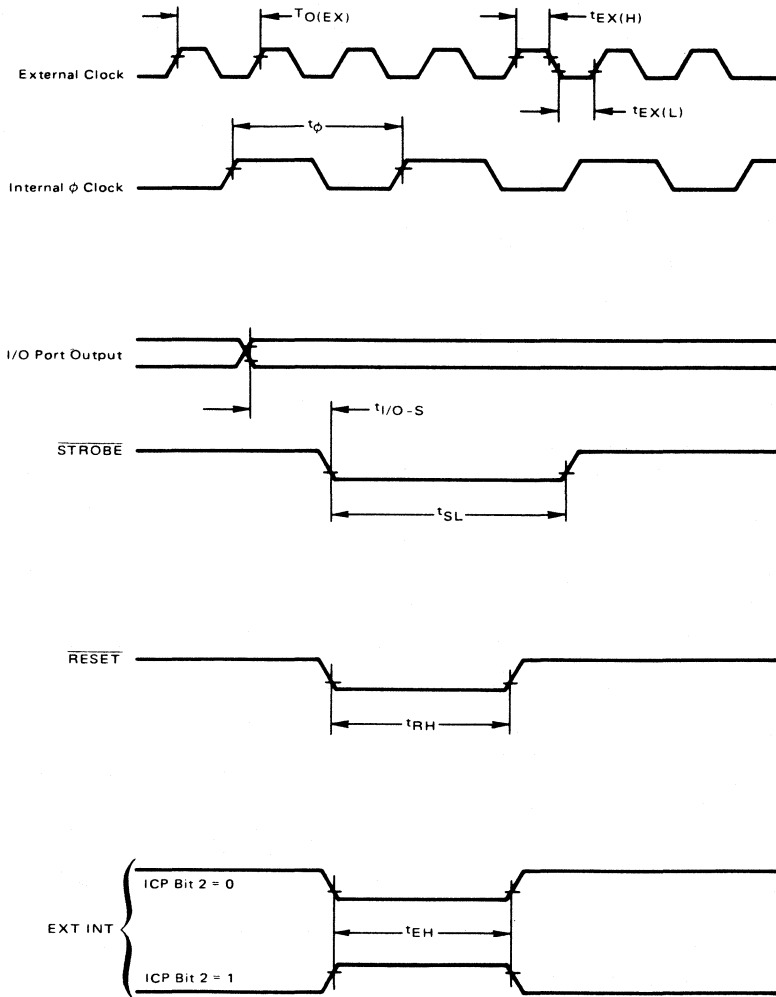 TO(EX)
tEX(H)
External Clock
tEX(L)
tϕ
Internal ϕ Clock
I/O Port Output
tI/O-S
STROBE
tSL
RESET
tRH
ICP Bit 2 = 0
EXT INT
tEH
ICP Bit 2 = 1